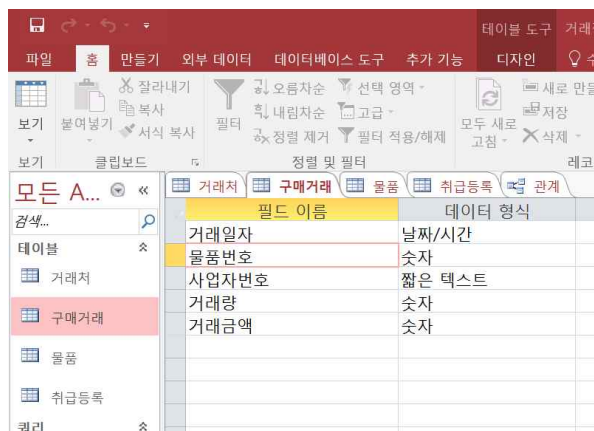 테이블 도구 거래
파일 홈 만들기 외부 데이터 데이터베이스 도구 추가 기능 디자인
보기 붙여넣기 잘라내기 복사 서식 복사 필터 오름차순 내림차순 정렬 제거 선택 영역 고급 필터 적용/해제 모두 새로 고침 새로 만들 저장 삭제
보기 클립보드 정렬 및 필터 레코
모든 A... « 거래처 구매거래 물품 취급등록 관계
검색...
필드 이름 데이터 형식
거래일자 날짜/시간
물품번호 숫자
사업자번호 짧은 텍스트
거래량 숫자
거래금액 숫자
테이블
거래처
구매거래
물품
취급등록
쿼리